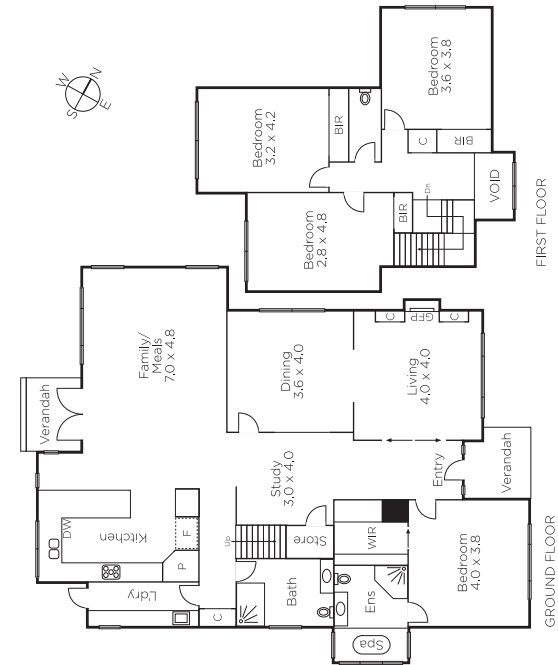 W
N
S
E
Bedroom
3.6 x 3.8
Bedroom
3.2 x 4.2
BIR
C
BIR
VOID
Dn
Bedroom
2.8 x 4.8
BIR
FIRST FLOOR
Family/
Meals
7.0 x 4.8
Dining
3.6 x 4.0
C
GFP
C
Living
4.0 x 4.0
Verandah
Study
3.0 x 4.0
Entry
Verandah
DW
Kitchen
F
P
Up
Store
WIR
Bedroom
4.0 x 3.8
L'dry
C
Bath
Ens
Spa
GROUND FLOOR